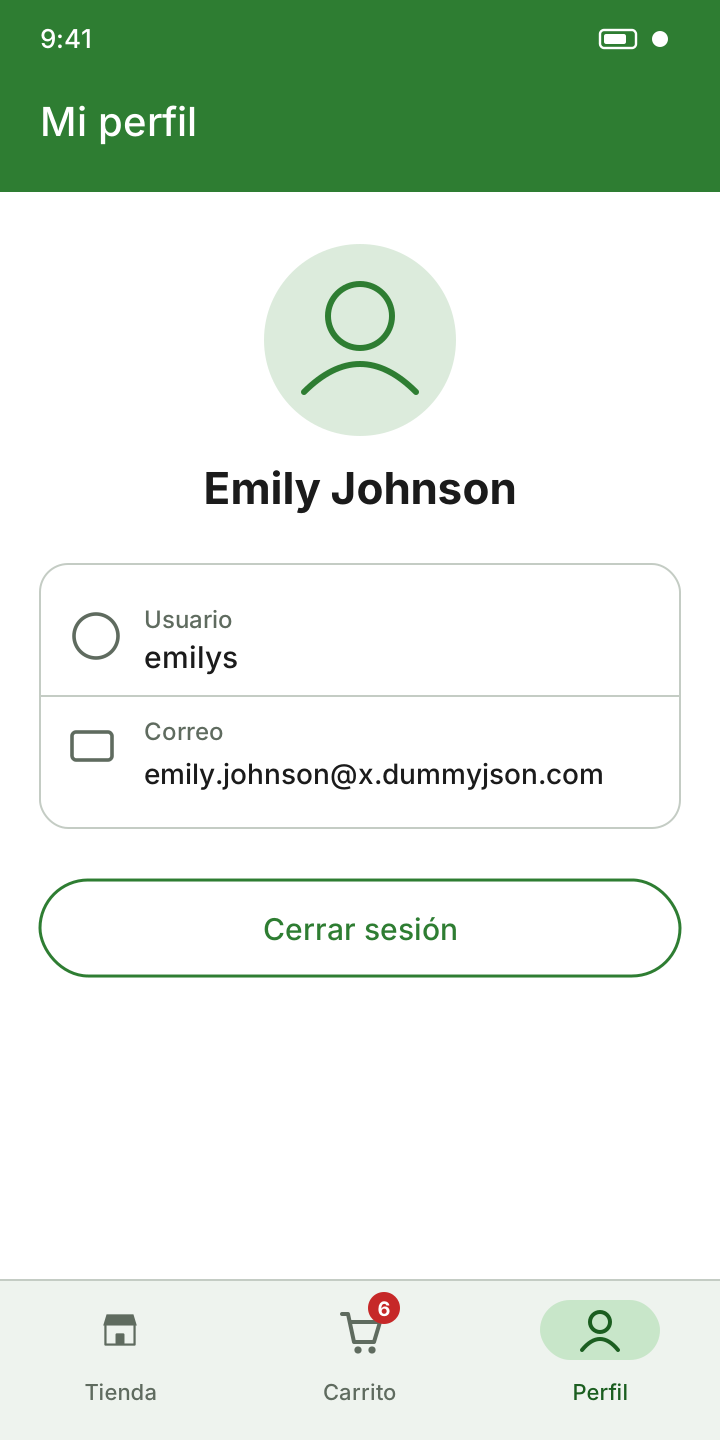 9:41
Mi perfil
Emily Johnson
Usuario
emilys
Correo
emily.johnson@x.dummyjson.com
Cerrar sesión
6
Tienda
Carrito
Perfil